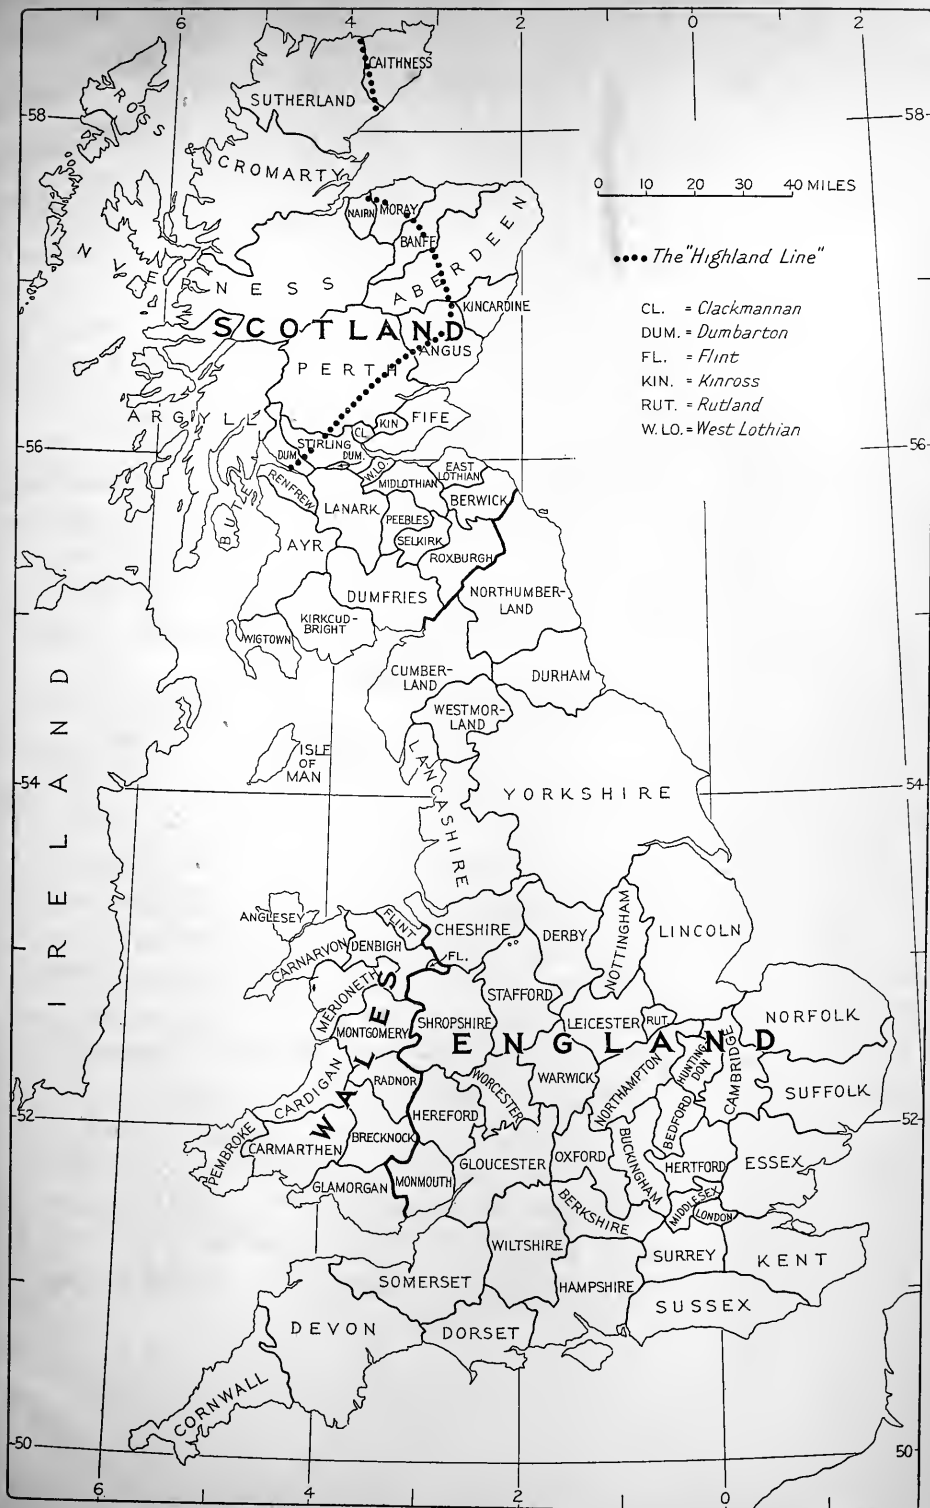 6 4 2 0 2
CAITHNESS
SUTHERLAND
ROSS
58 58
CROMARTY
0 10 20 30 40 MILES
NAIRN
MORAY
BANFF
ABERDEEN
The "Highland Line"
INVERNESS
KINCARDINE
SCOTLAND
ANGUS
PERTH
CL. = Clackmannan
DUM. = Dumbarton
FL. = Flint
KIN. = Kinross
RUT. = Rutland
W.LO. = West Lothian
ARGYLL
FIFE
KIN
CL.
STIRLING
56 56
DUM.
DUM.
W.LO.
EAST
LOTHIAN
MIDLOTHIAN
RENFREW
BUTE
LANARK
BERWICK
PEEBLES
SELKIRK
AYR
ROXBURGH
DUMFRIES
NORTHUMBER-
LAND
KIRKCUD-
BRIGHT
WIGTOWN
CUMBER-
LAND
DURHAM
WESTMOR-
LAND
IRELAND
ISLE
OF
MAN
LANCASHIRE
54 54
YORKSHIRE
ANGLESEY
FLINT
CHESHIRE
DERBY
NOTTINGHAM
LINCOLN
CARNARVON
DENBIGH
FL.
MERIONETH
STAFFORD
SHROPSHIRE
LEICESTER
RUT.
NORFOLK
MONTGOMERY
WALES
ENGLAND
CARDIGAN
RADNOR
WORCESTER
WARWICK
NORTHAMPTON
HUNTING-
DON
CAMBRIDGE
SUFFOLK
52 52
HEREFORD
BEDFORD
PEMBROKE
CARMARTHEN
BRECKNOCK
GLOUCESTER
OXFORD
BUCKINGHAM
HERTFORD
ESSEX
GLAMORGAN
MONMOUTH
BERKSHIRE
MIDDLESEX
LONDON
WILTSHIRE
SURREY
KENT
SOMERSET
HAMPSHIRE
SUSSEX
DEVON
DORSET
CORNWALL
50 50
6 4 2 0 2